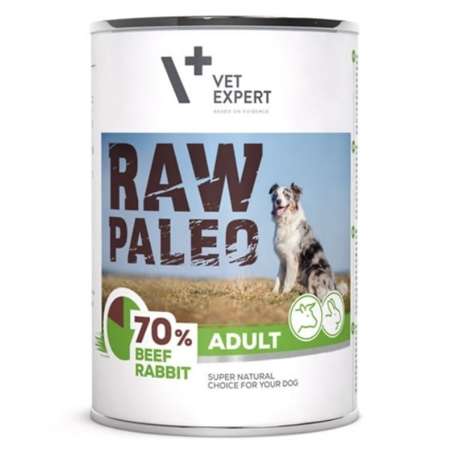 VET
EXPERT
BASED ON EVIDENCE
RAW
PALEO
70%
BEEF
RABBIT
ADULT
SUPER NATURAL
CHOICE FOR YOUR DOG